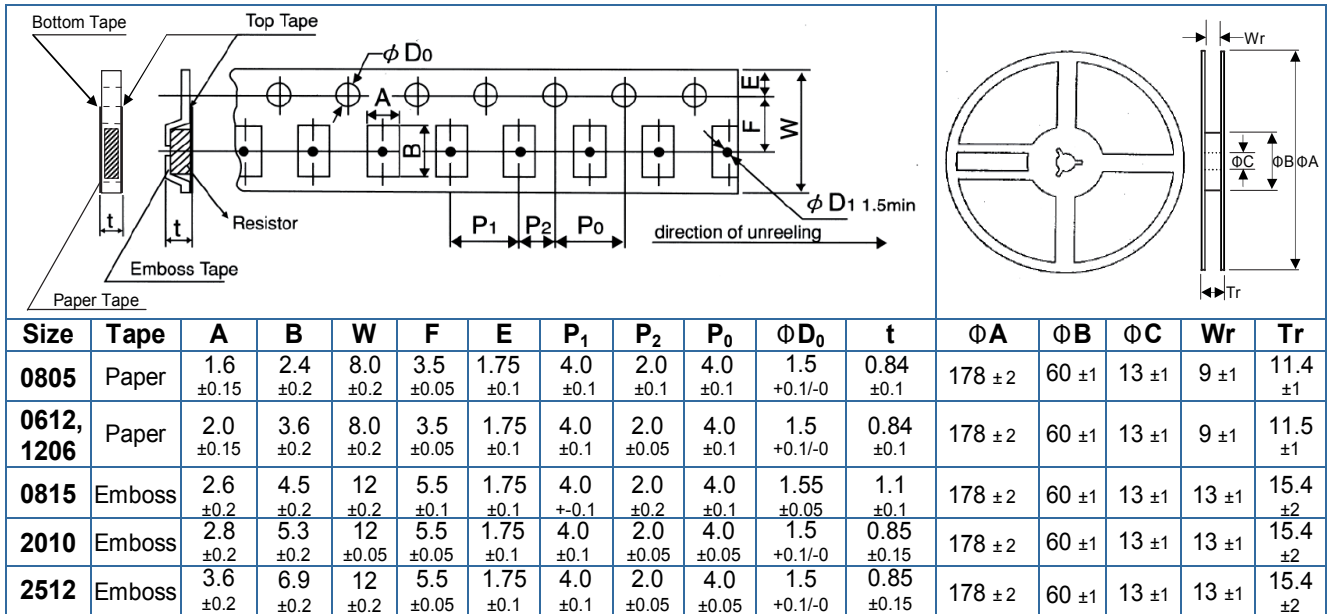 Bottom Tape
Top Tape
ϕ D0
A
B
E
F
W
t
t
Resistor
Emboss Tape
Paper Tape
P1
P2
P0
ϕ D1 1.5min
direction of unreeling
Wr
ΦC
ΦB
ΦA
Tr
Size Tape A B W F E P1 P2 P0 ΦD0 t ΦA ΦB ΦC Wr Tr
0805 Paper 1.6 ±0.15 2.4 ±0.2 8.0 ±0.2 3.5 ±0.05 1.75 ±0.1 4.0 ±0.1 2.0 ±0.1 4.0 ±0.1 1.5 +0.1/-0 0.84 ±0.1 178 ±2 60 ±1 13 ±1 9 ±1 11.4 ±1
0612, 1206 Paper 2.0 ±0.15 3.6 ±0.2 8.0 ±0.2 3.5 ±0.05 1.75 ±0.1 4.0 ±0.1 2.0 ±0.05 4.0 ±0.1 1.5 +0.1/-0 0.84 ±0.1 178 ±2 60 ±1 13 ±1 9 ±1 11.5 ±1
0815 Emboss 2.6 ±0.2 4.5 ±0.2 12 ±0.2 5.5 ±0.1 1.75 ±0.1 4.0 +-0.1 2.0 ±0.2 4.0 ±0.1 1.55 ±0.05 1.1 ±0.1 178 ±2 60 ±1 13 ±1 13 ±1 15.4 ±2
2010 Emboss 2.8 ±0.2 5.3 ±0.2 12 ±0.05 5.5 ±0.05 1.75 ±0.1 4.0 ±0.1 2.0 ±0.05 4.0 ±0.05 1.5 +0.1/-0 0.85 ±0.15 178 ±2 60 ±1 13 ±1 13 ±1 15.4 ±2
2512 Emboss 3.6 ±0.2 6.9 ±0.2 12 ±0.2 5.5 ±0.05 1.75 ±0.1 4.0 ±0.1 2.0 ±0.05 4.0 ±0.05 1.5 +0.1/-0 0.85 ±0.15 178 ±2 60 ±1 13 ±1 13 ±1 15.4 ±2